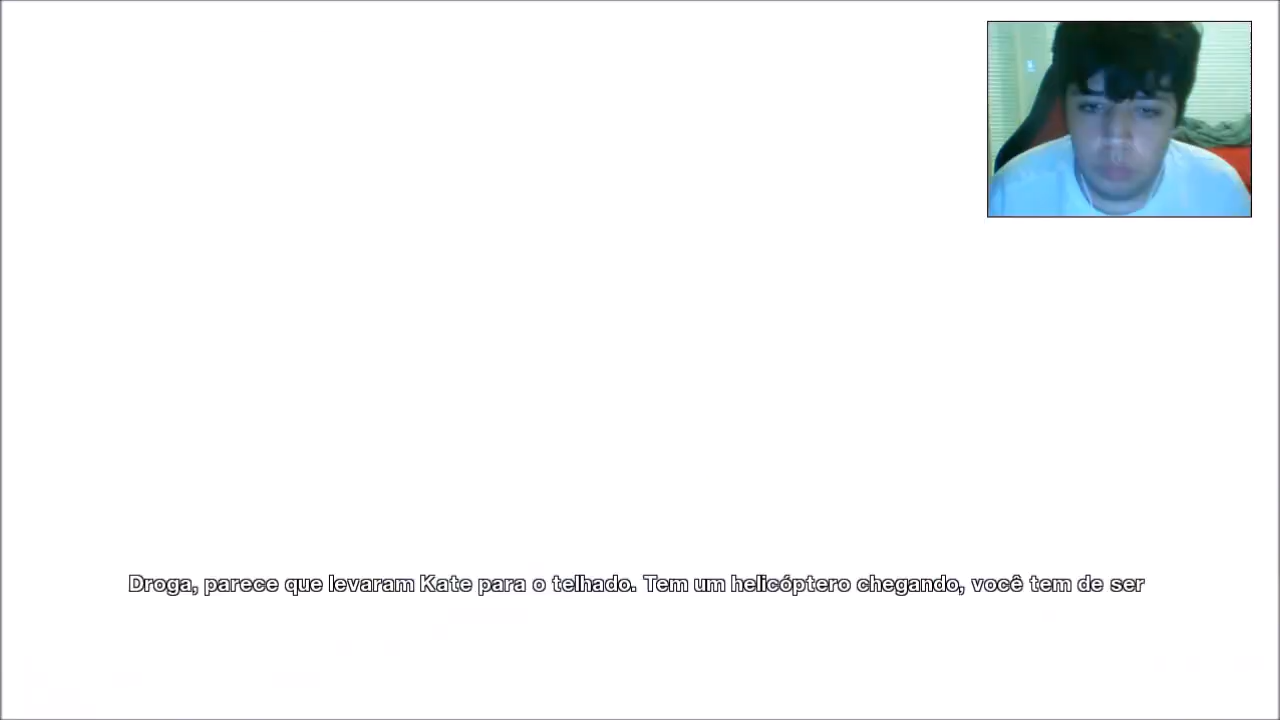 Droga, parece que levaram Kate para o telhado. Tem um helicóptero chegando, você tem de ser